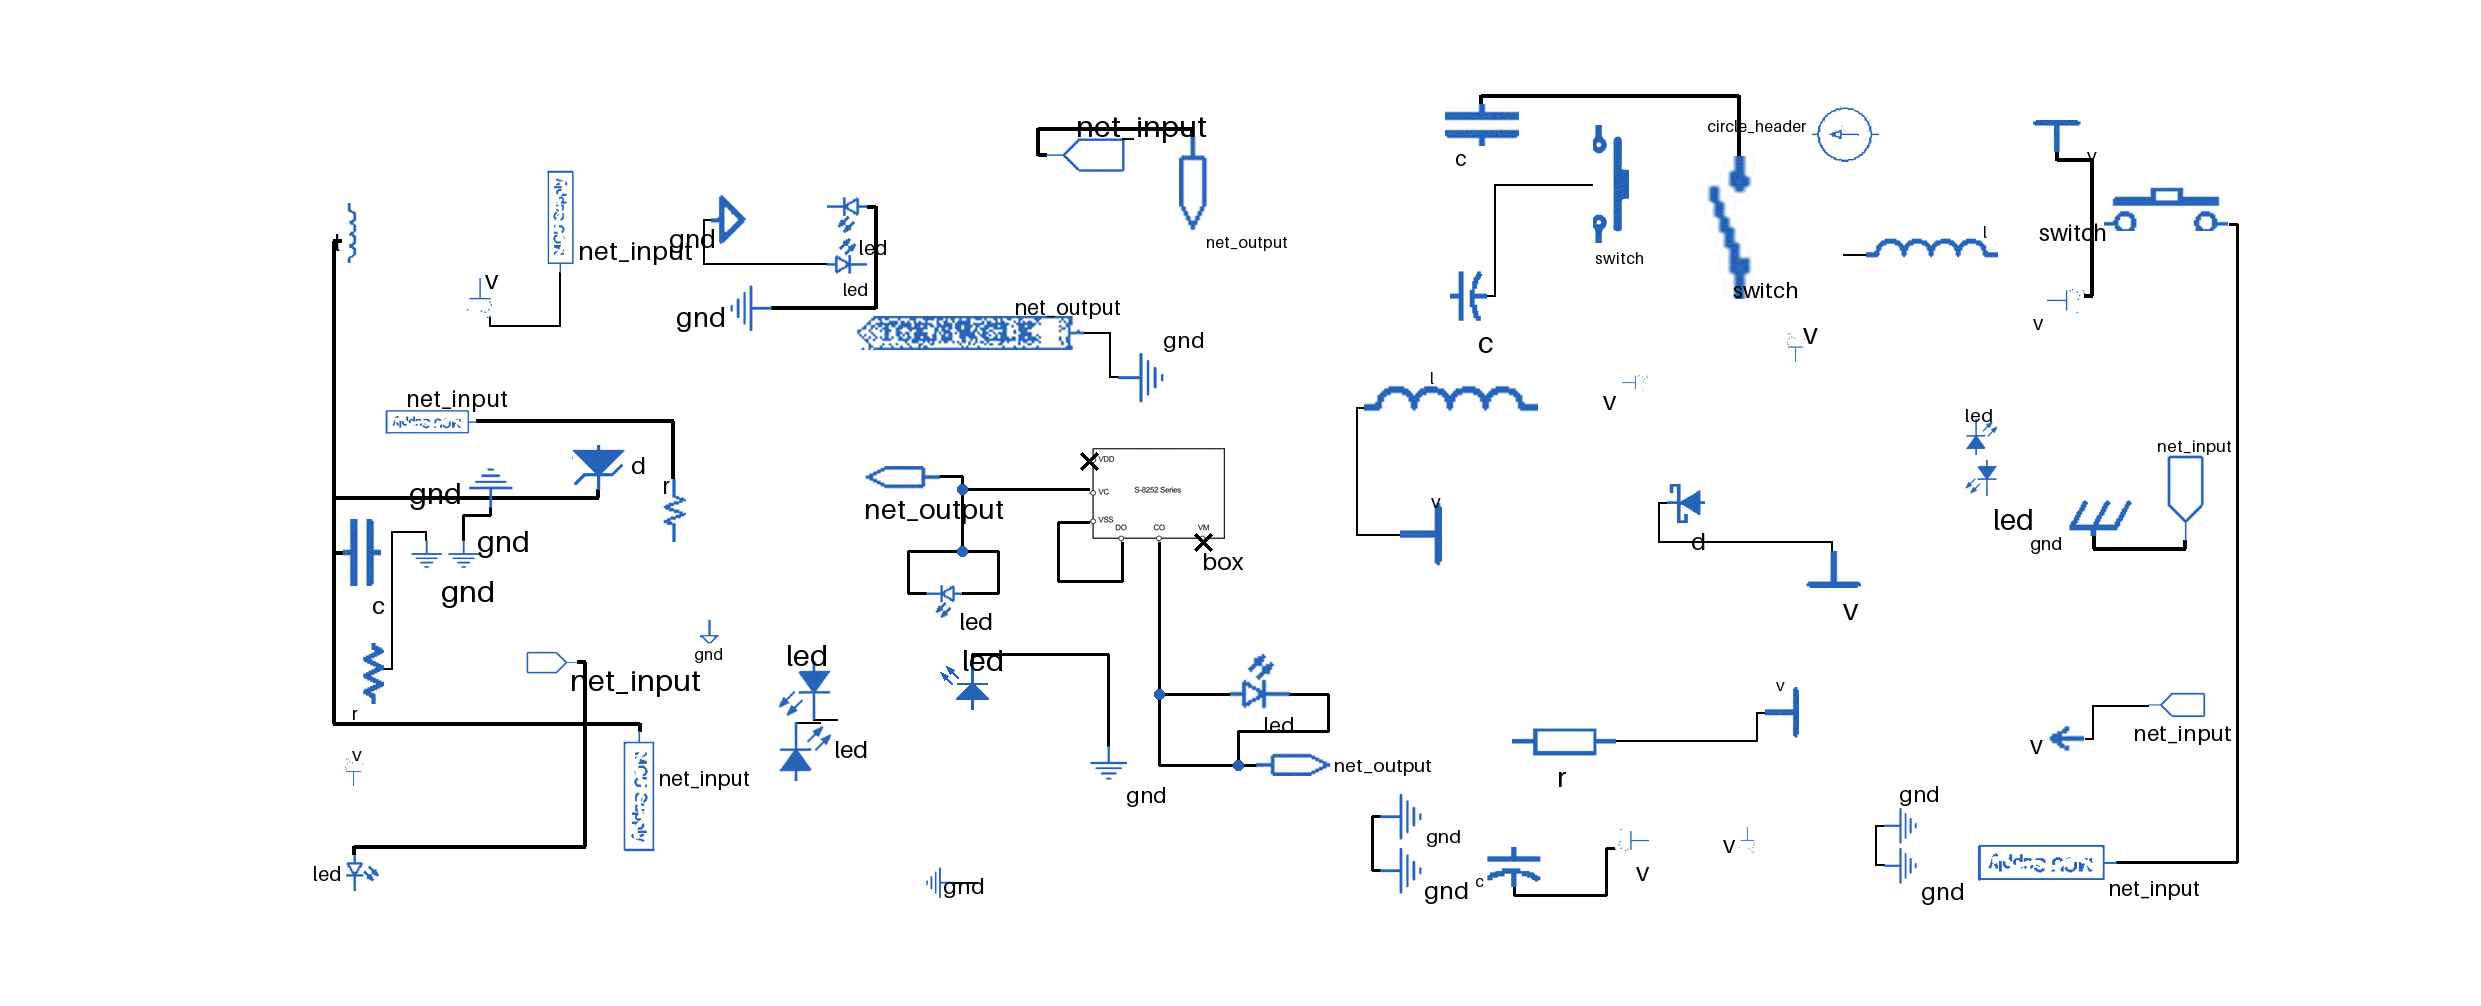 net_input
circle_header
c
v
net_output
switch
l
net_input
gnd
led
switch
led
v
gnd
net_output
switch
v
v
gnd
c
l
v
net_input
led
net_input
d
r
gnd
VDD
VC
S-8252 Series
VSS
DO
CO
VM
net_output
v
led
gnd
gnd
gnd
box
d
gnd
c
led
v
gnd
led
led
net_input
r
led
led
v
net_input
v
v
net_input
net_output
r
gnd
gnd
gnd
v
v
led
gnd
gnd
c
gnd
net_input